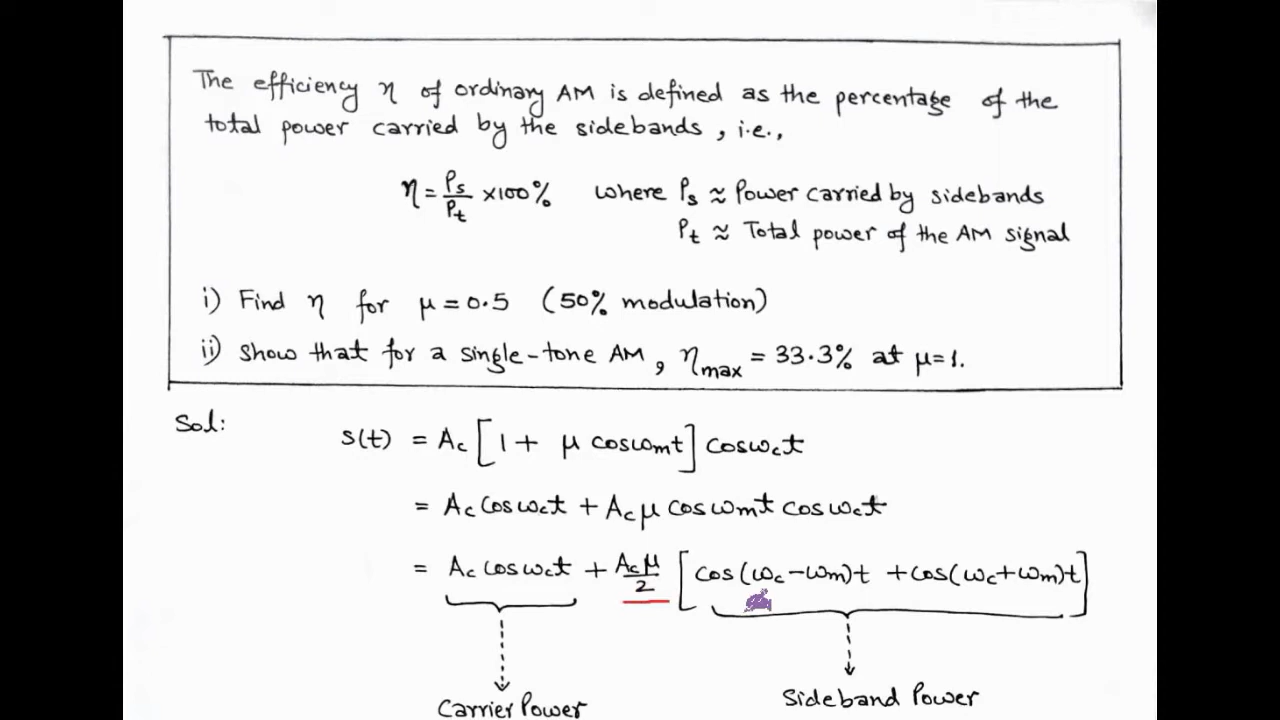 The efficiency η of ordinary AM is defined as the percentage of the
total power carried by the sidebands, i.e.,
η = Ps/Pt ×100% where Ps ≈ Power carried by sidebands
Pt ≈ Total power of the AM signal
i) Find η for μ = 0.5 (50% modulation)
ii) Show that for a single-tone AM, ηmax = 33.3% at μ=1.
Sol:
s(t) = Ac [1 + μ cosωmt] cosωct
= Ac cosωct + Ac μ cosωmt cosωct
= Ac cosωct + Acμ/2 [cos(ωc-ωm)t + cos(ωc+ωm)t]
Carrier Power
Sideband Power